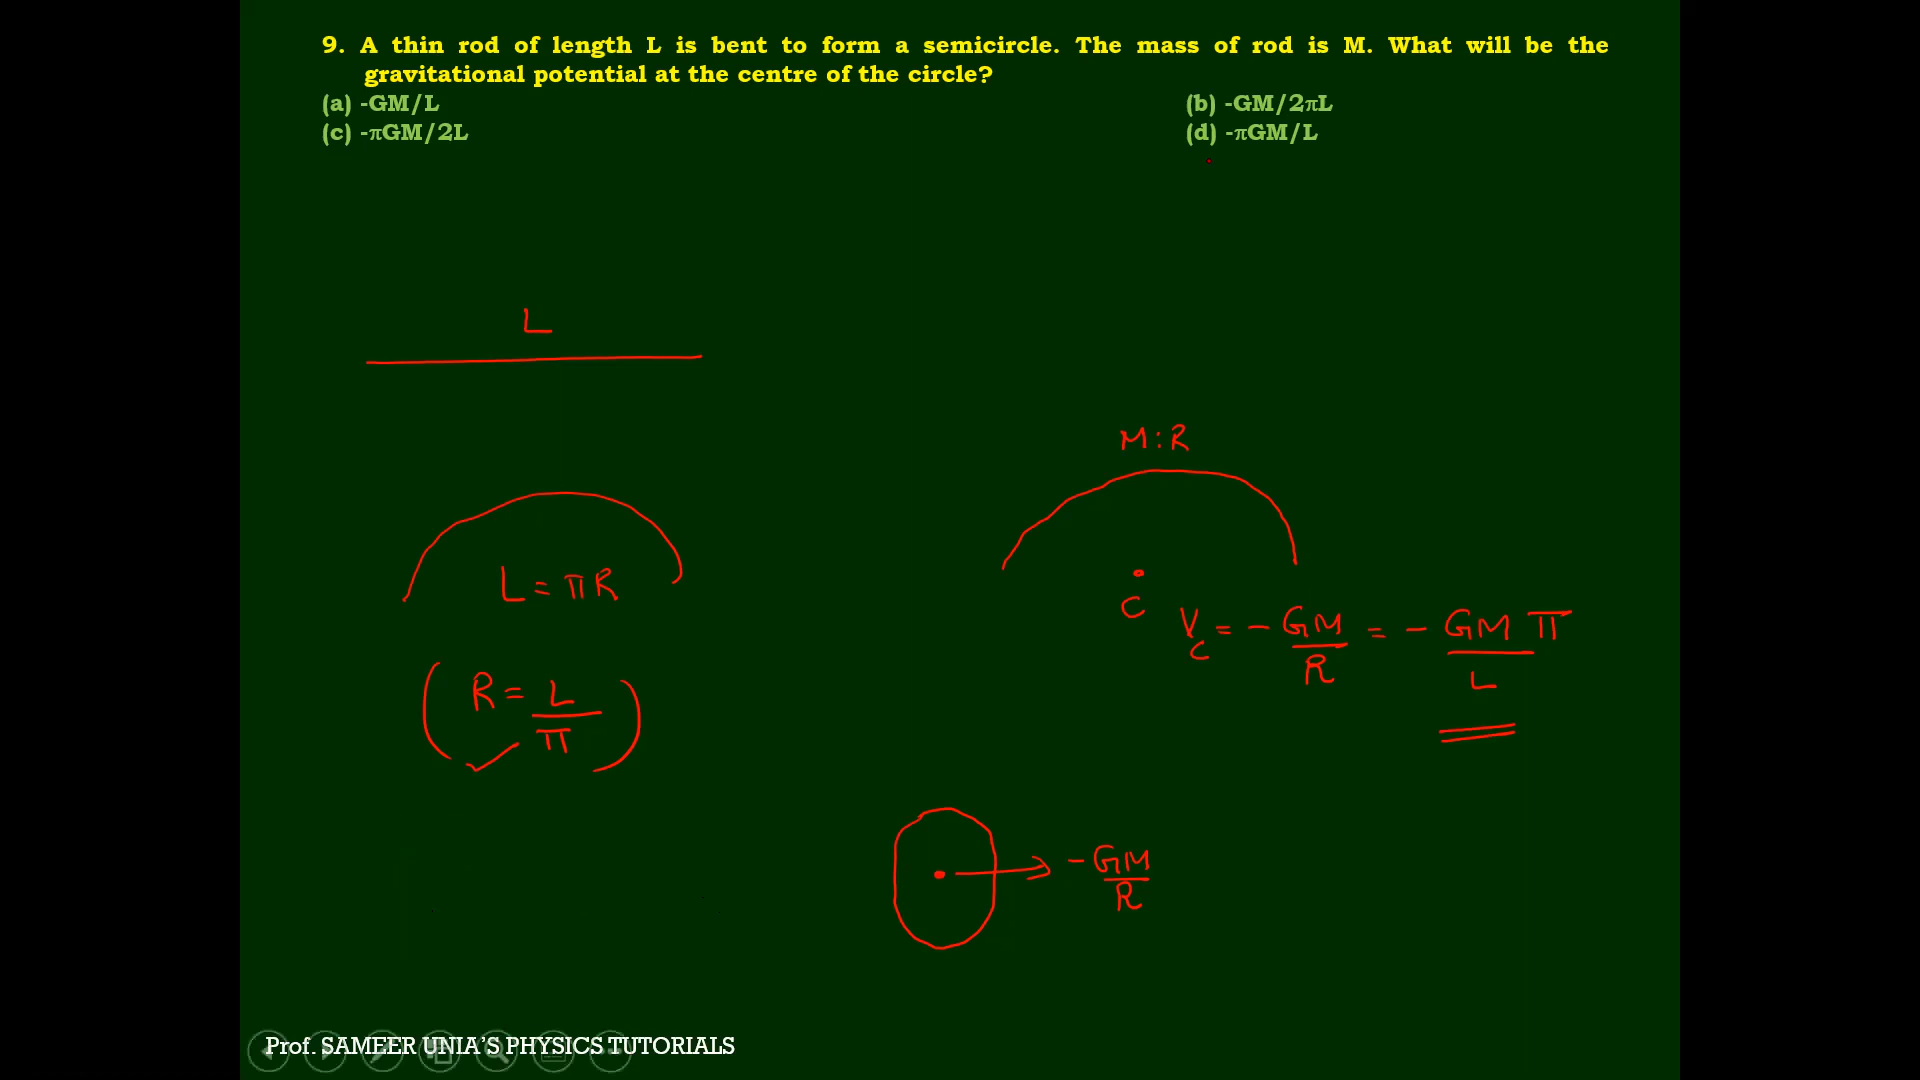 9. A thin rod of length L is bent to form a semicircle. The mass of rod is M. What will be the
gravitational potential at the centre of the circle?
(a) -GM/L (b) -GM/2πL
(c) -πGM/2L (d) -πGM/L
L
M:R
L = πR
C
V_C = - GM/R = - GM π/L
(R = L/π)
-GM/R
Prof. SAMEER UNIA'S PHYSICS TUTORIALS